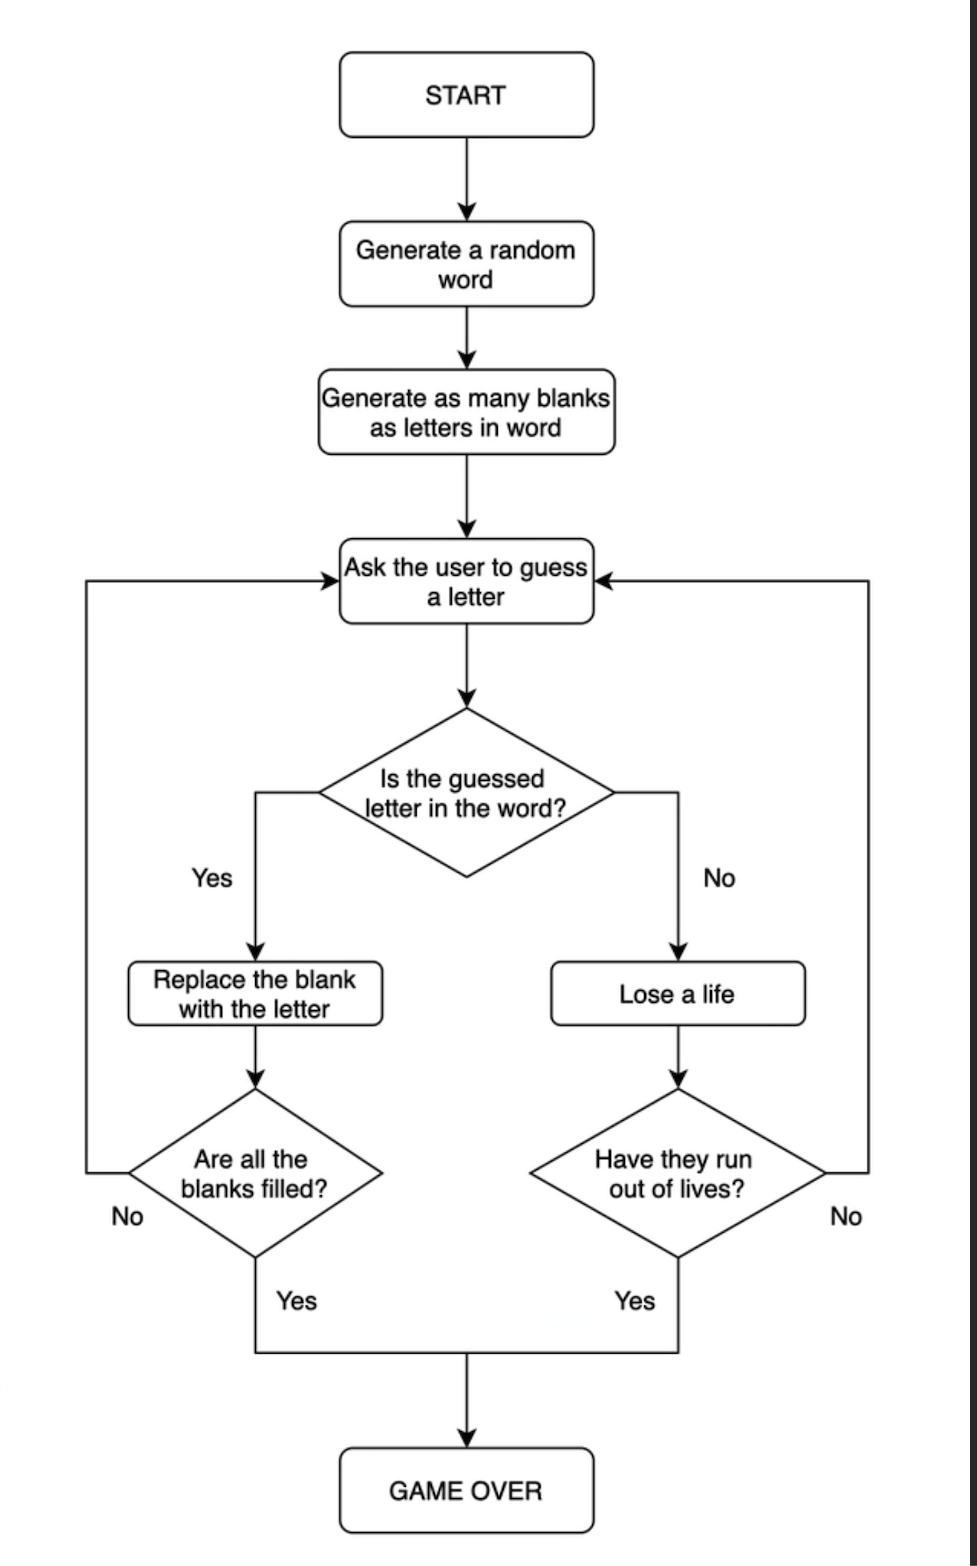 START
Generate a random
word
Generate as many blanks
as letters in word
Ask the user to guess
a letter
Is the guessed
letter in the word?
Yes
No
Replace the blank
with the letter
Lose a life
Are all the
blanks filled?
Have they run
out of lives?
No
No
Yes
Yes
GAME OVER